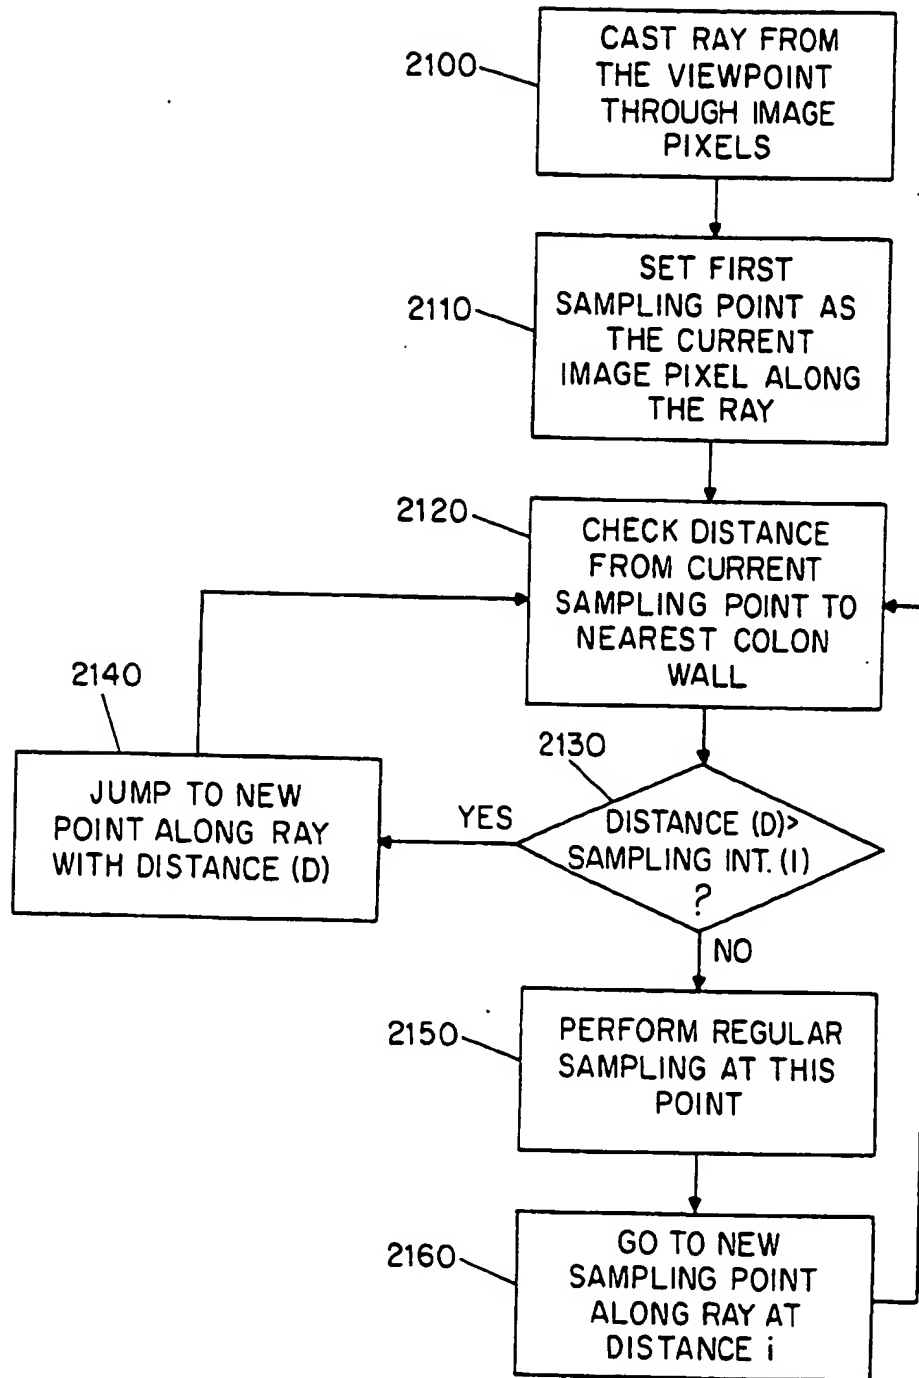 2100
CAST RAY FROM
THE VIEWPOINT
THROUGH IMAGE
PIXELS
2110
SET FIRST
SAMPLING POINT AS
THE CURRENT
IMAGE PIXEL ALONG
THE RAY
2120
CHECK DISTANCE
FROM CURRENT
SAMPLING POINT TO
NEAREST COLON
WALL
2140
JUMP TO NEW
POINT ALONG RAY
WITH DISTANCE (D)
YES
2130
DISTANCE (D)>
SAMPLING INT. (I)
?
NO
2150
PERFORM REGULAR
SAMPLING AT THIS
POINT
2160
GO TO NEW
SAMPLING POINT
ALONG RAY AT
DISTANCE i